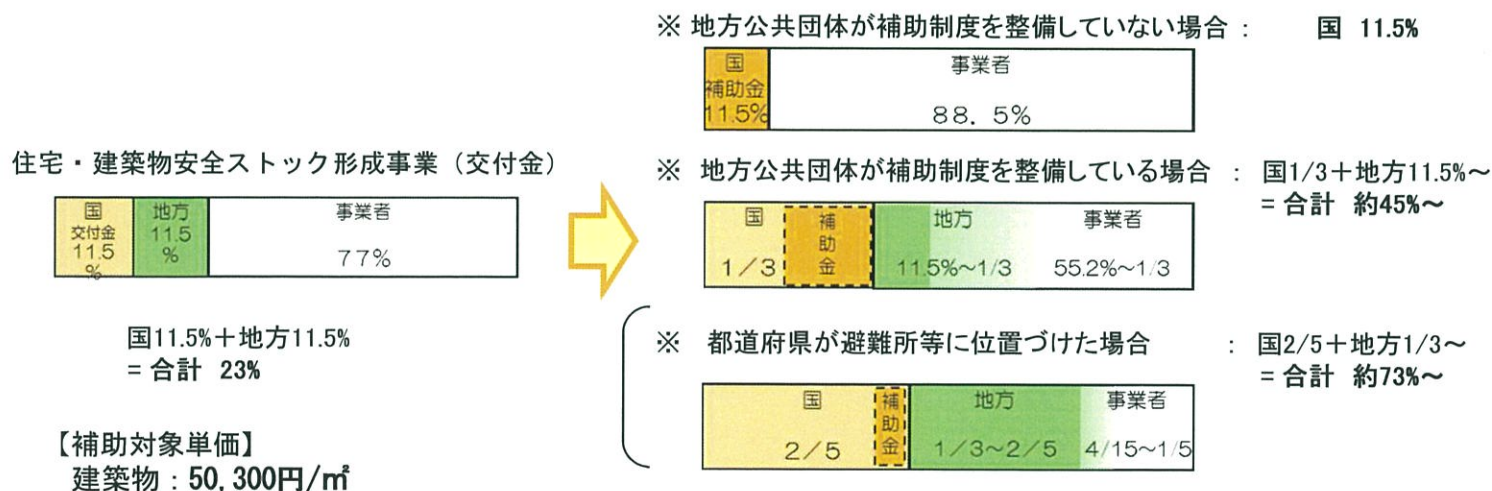 ※ 地方公共団体が補助制度を整備していない場合 : 国 11.5%
国
補助金
11.5%
事業者
88. 5%
住宅・建築物安全ストック形成事業（交付金）
国
交付金
11.5
%
地方
11.5
%
事業者
77%
国11.5%＋地方11.5%
= 合計 23%
【補助対象単価】
建築物 : 50, 300円/㎡
※ 地方公共団体が補助制度を整備している場合 : 国1/3＋地方11.5%～
= 合計 約45%～
国
1／3
補
助
金
地方
11.5%～1/3
事業者
55.2%～1/3
※ 都道府県が避難所等に位置づけた場合 : 国2/5＋地方1/3～
= 合計 約73%～
国
2／5
補
助
金
地方
1／3～2／5
事業者
4/15～1/5